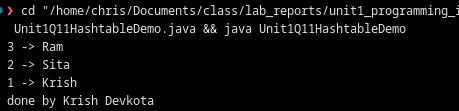 ❯ cd "/home/chris/Documents/class/lab_reports/unit1_programming_i
Unit1Q11HashtableDemo.java && java Unit1Q11HashtableDemo
3 -> Ram
2 -> Sita
1 -> Krish
done by Krish Devkota